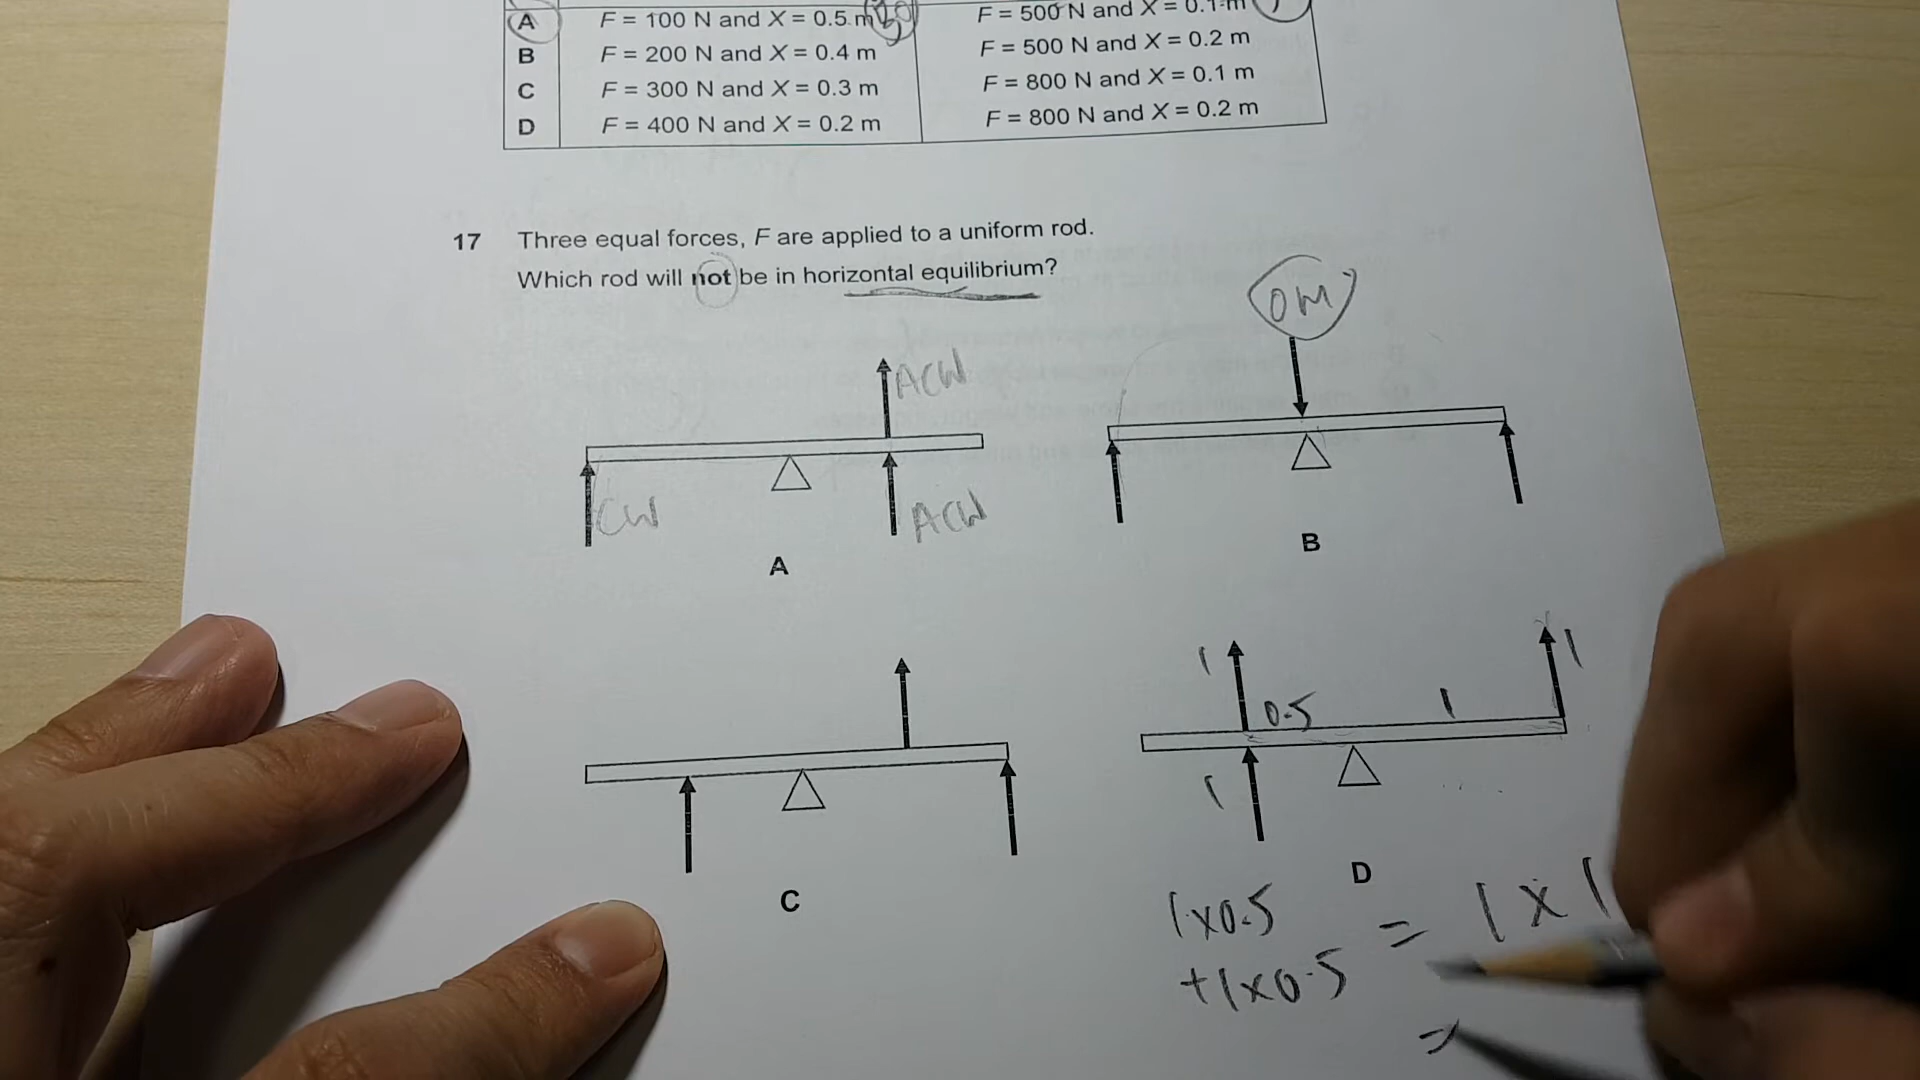 A F = 100 N and X = 0.5 m F = 500 N and X = 0.1 m
B F = 200 N and X = 0.4 m F = 500 N and X = 0.2 m
C F = 300 N and X = 0.3 m F = 800 N and X = 0.1 m
D F = 400 N and X = 0.2 m F = 800 N and X = 0.2 m
17 Three equal forces, F are applied to a uniform rod.
Which rod will not be in horizontal equilibrium?
0M
ACW
CW ACW
A
B
1 1
0.5 1
1
C
D
1x0.5 = 1x1
+1x0.5
=